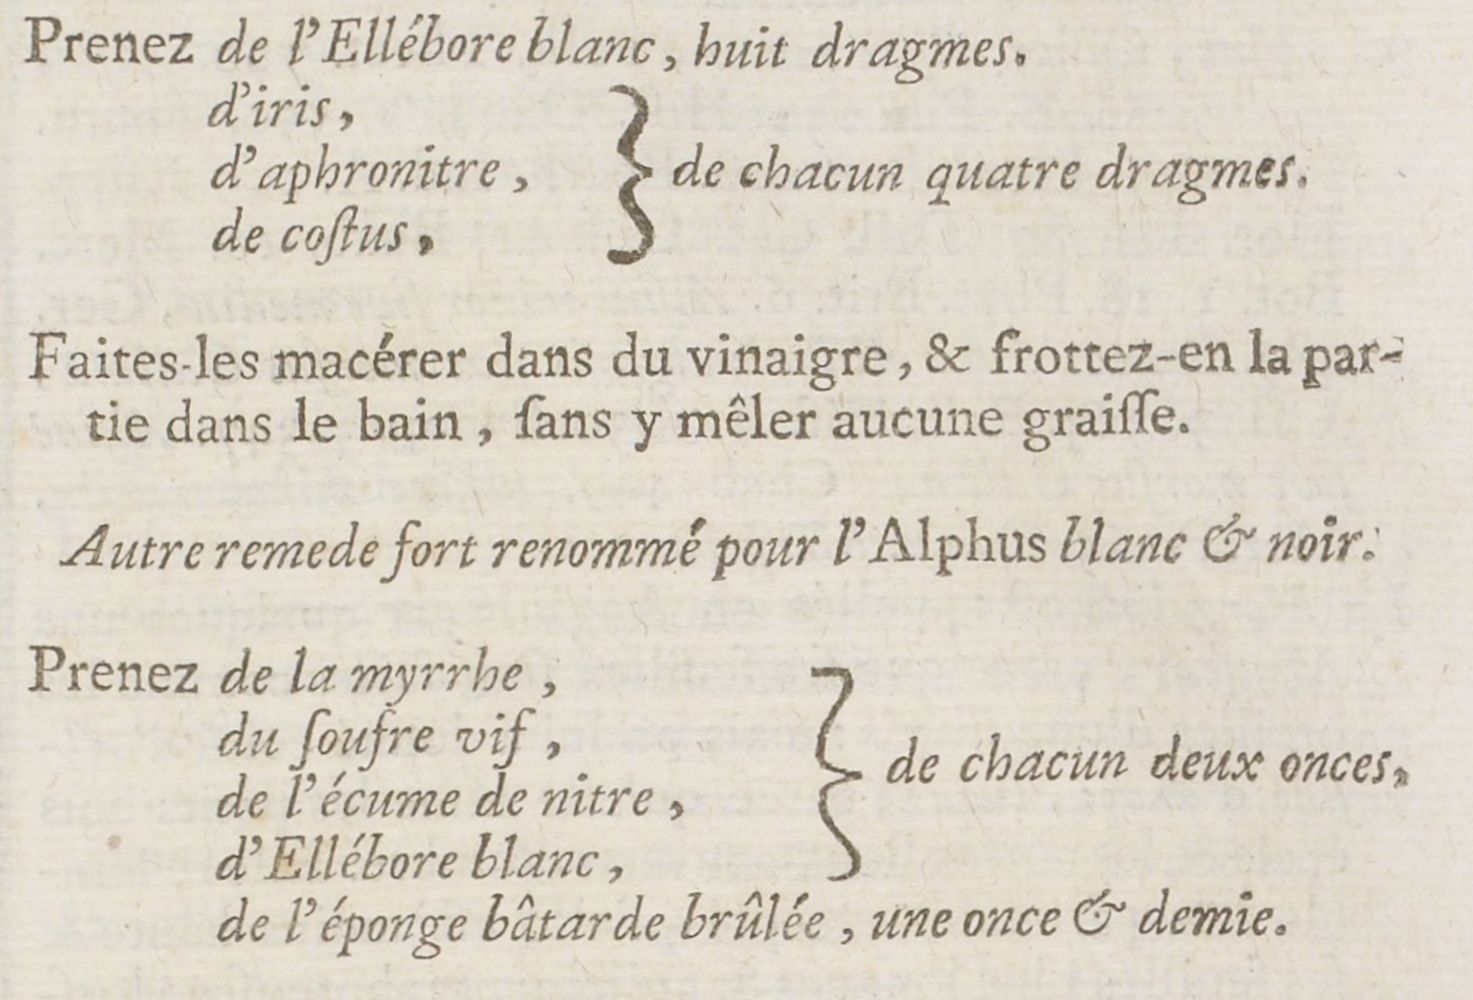 Prenez de l'Ellébore blanc, huit dragmes.
d'iris,
d'aphronitre,
de coſtus,
} de chacun quatre dragmes.
Faites-les macérer dans du vinaigre, & frottez-en la par-
tie dans le bain, ſans y mêler aucune graiſſe.
Autre remede fort renommé pour l'Alphus blanc & noir.
Prenez de la myrrhe,
du ſoufre vif,
de l'écume de nitre,
d'Ellébore blanc,
} de chacun deux onces,
de l'éponge bâtarde brûlée, une once & demie.